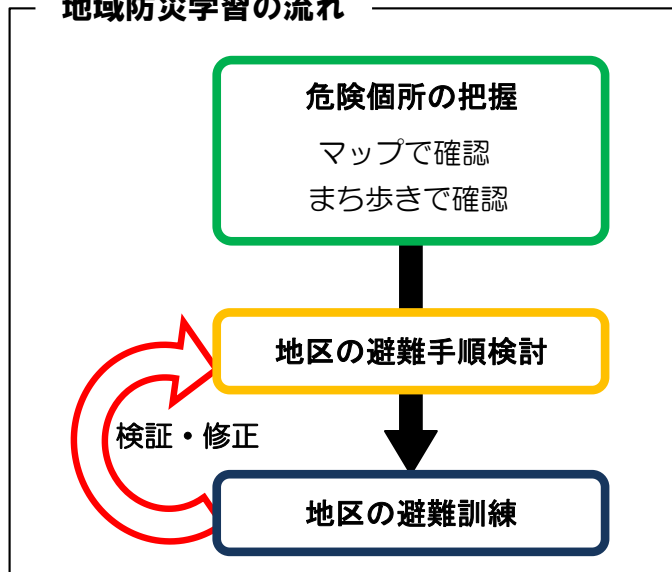 地域防災学習の流れ
危険個所の把握
マップで確認
まち歩きで確認
地区の避難手順検討
検証・修正
地区の避難訓練